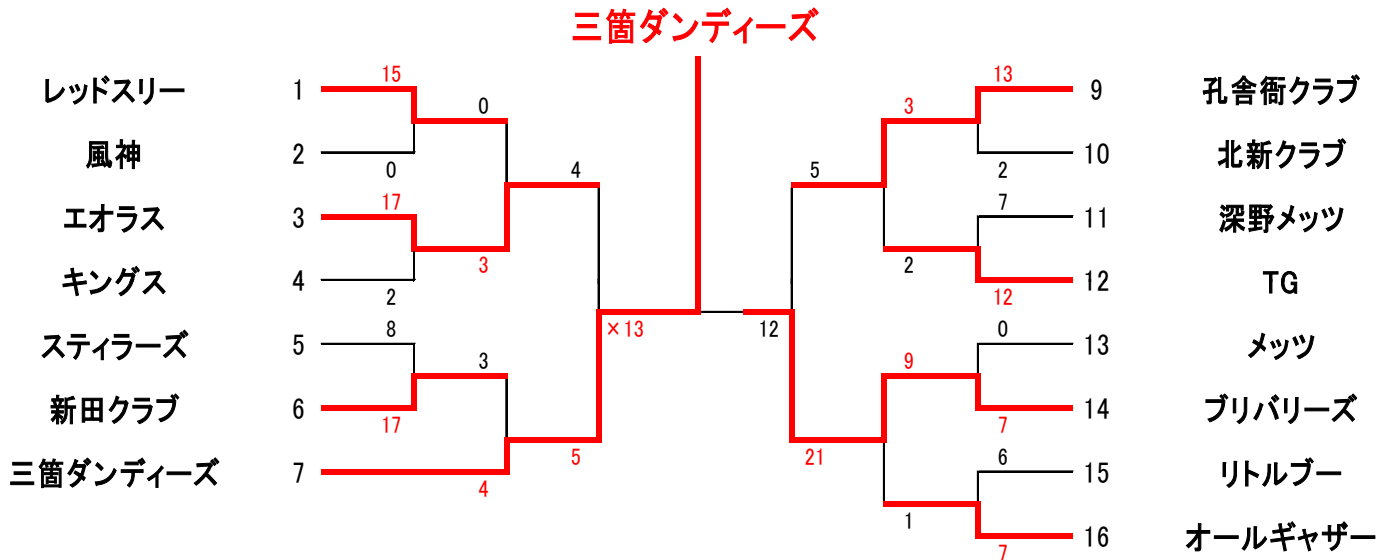 三箇ダンディーズ
15
レッドスリー 1
0
風神 2
0
4
17
エオラス 3
3
キングス 4
2
8
スティラーズ 5
3
新田クラブ 6
17
5
三箇ダンディーズ 7
4
×13
12
13
9 孔舎衙クラブ
3
10 北新クラブ
2
5
7
11 深野メッツ
2
12 TG
12
0
13 メッツ
9
14 ブリバリーズ
7
21
6
15 リトルブー
1
16 オールギャザー
7